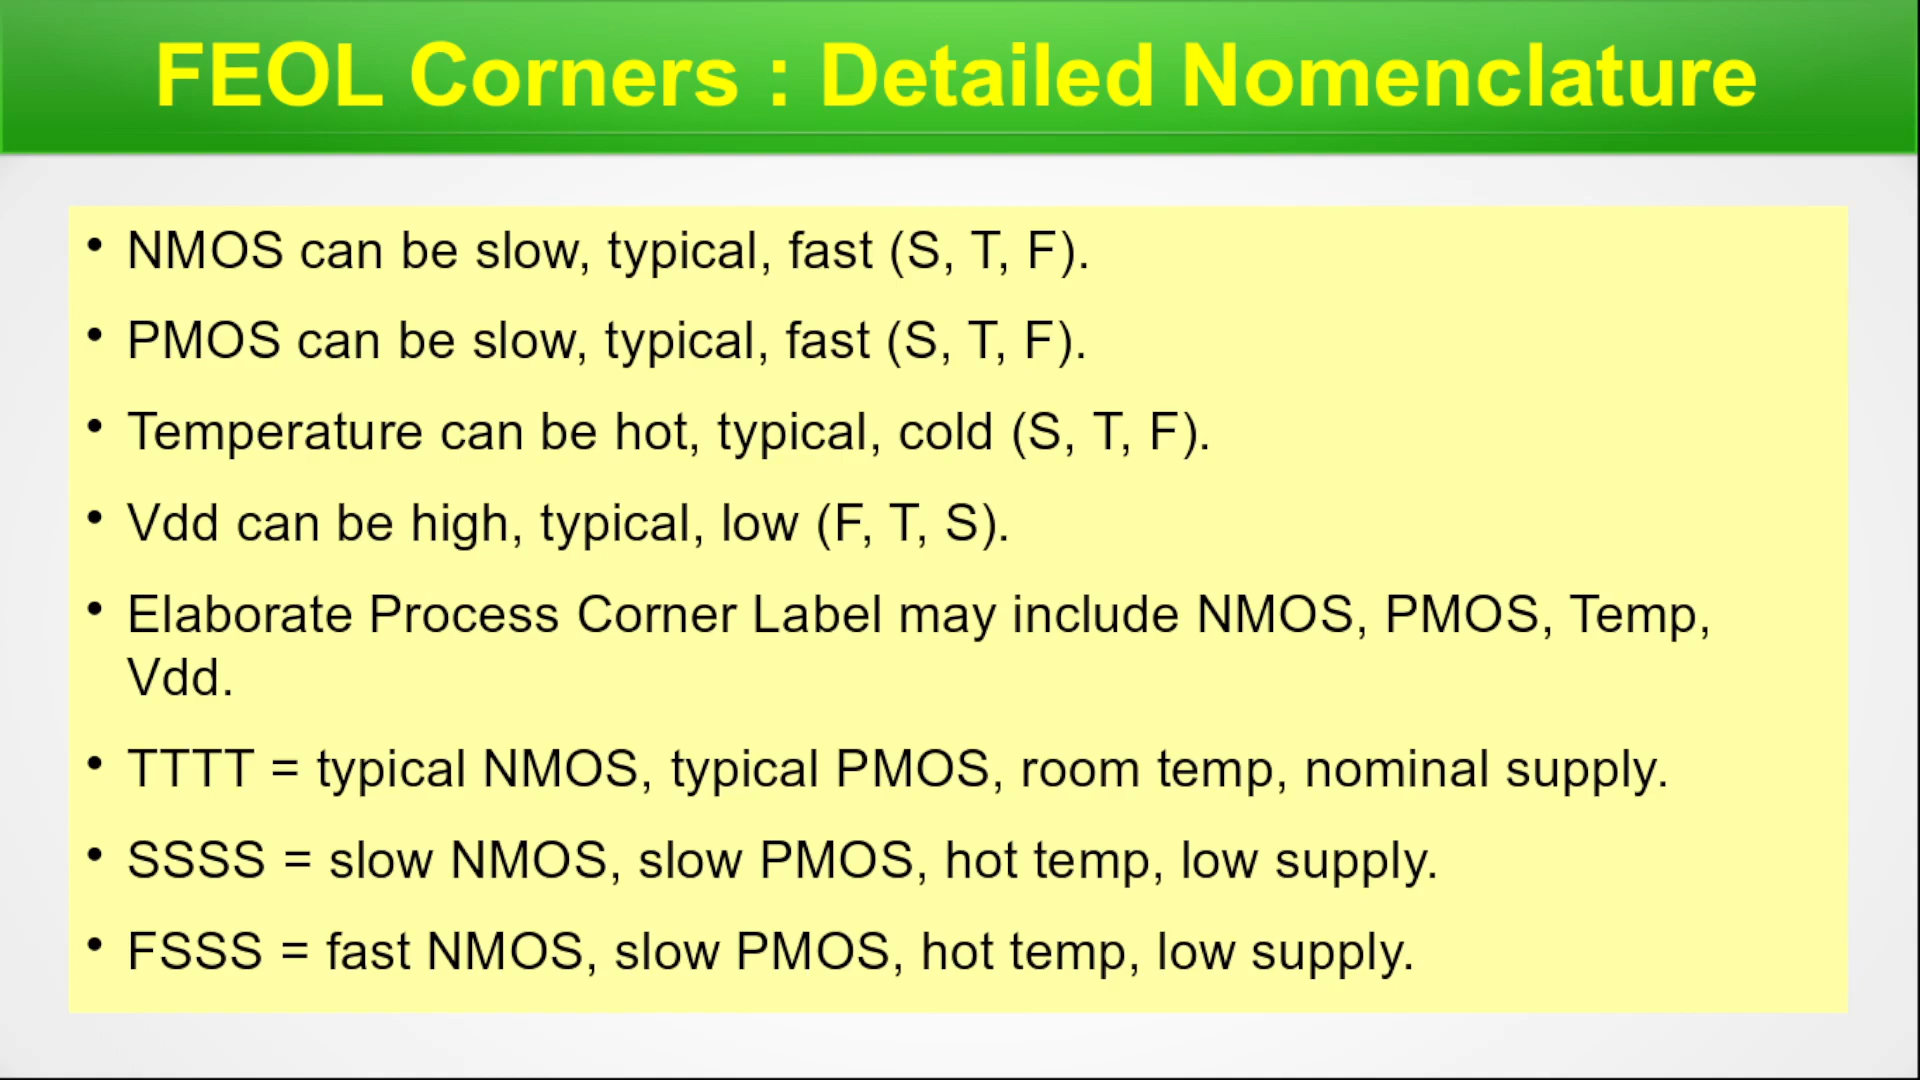 FEOL Corners : Detailed Nomenclature
• NMOS can be slow, typical, fast (S, T, F).
• PMOS can be slow, typical, fast (S, T, F).
• Temperature can be hot, typical, cold (S, T, F).
• Vdd can be high, typical, low (F, T, S).
• Elaborate Process Corner Label may include NMOS, PMOS, Temp,
Vdd.
• TTTT = typical NMOS, typical PMOS, room temp, nominal supply.
• SSSS = slow NMOS, slow PMOS, hot temp, low supply.
• FSSS = fast NMOS, slow PMOS, hot temp, low supply.